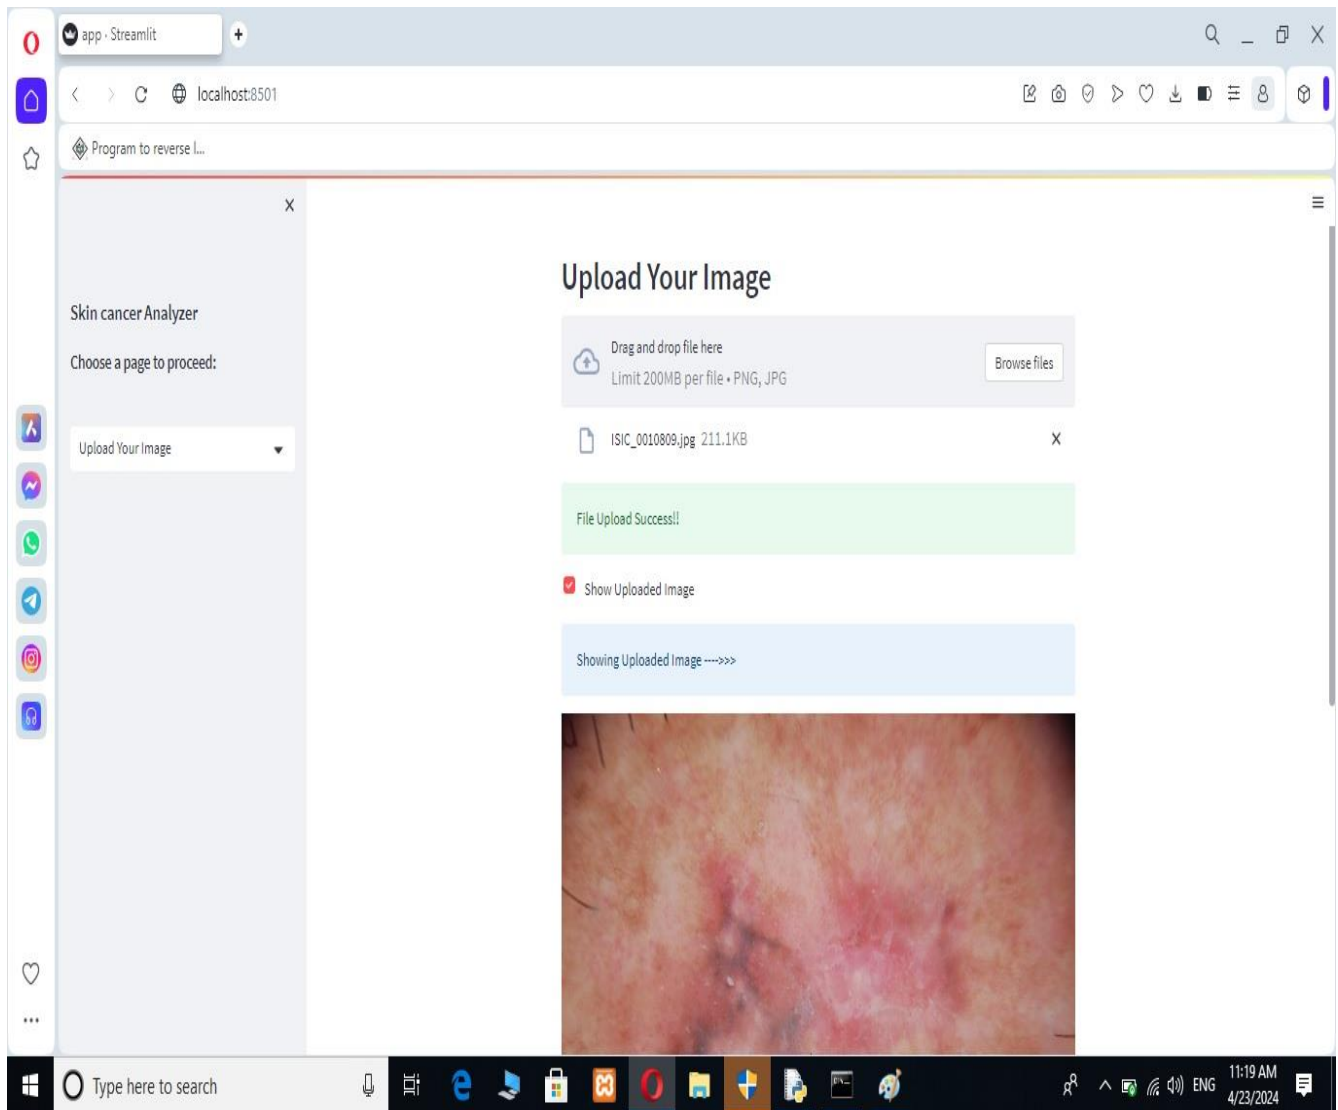 app · Streamlit
localhost:8501
Program to reverse l...
Skin cancer Analyzer
Choose a page to proceed:
Upload Your Image
Upload Your Image
Drag and drop file here
Limit 200MB per file • PNG, JPG
Browse files
ISIC_0010809.jpg 211.1KB
File Upload Success!!
Show Uploaded Image
Showing Uploaded Image ---->>>
Type here to search
ENG
11:19 AM
4/23/2024